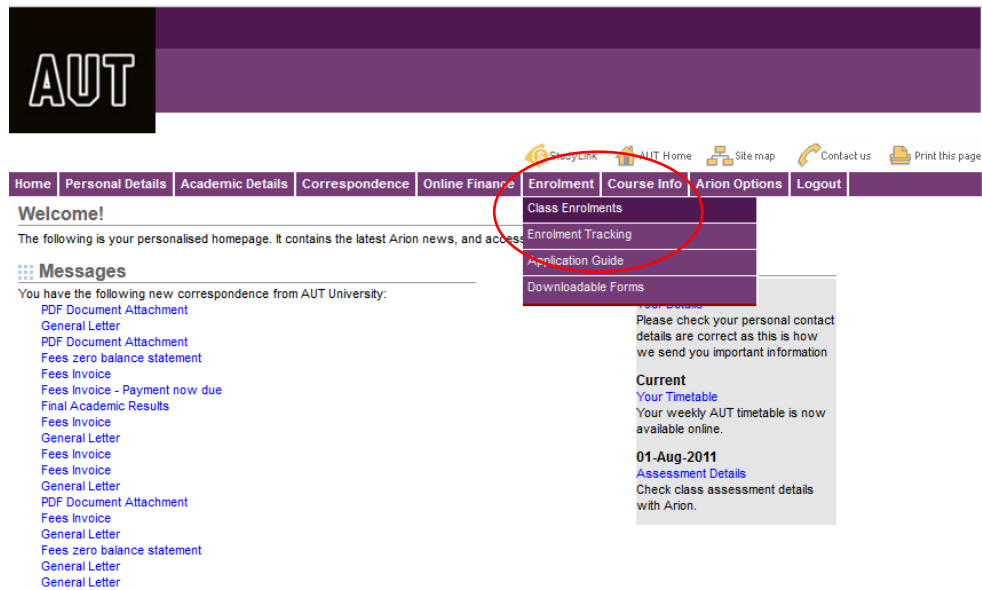 AUT
StudyLink AUT Home Site map Contact us Print this page
Home Personal Details Academic Details Correspondence Online Finance Enrolment Course Info Arion Options Logout
Class Enrolments
Enrolment Tracking
Application Guide
Downloadable Forms
Welcome!
The following is your personalised homepage. It contains the latest Arion news, and access
Messages
You have the following new correspondence from AUT University:
PDF Document Attachment
General Letter
PDF Document Attachment
Fees zero balance statement
Fees Invoice
Fees Invoice - Payment now due
Final Academic Results
Fees Invoice
General Letter
Fees Invoice
Fees Invoice
General Letter
PDF Document Attachment
Fees Invoice
General Letter
Fees zero balance statement
General Letter
General Letter
Your Details
Please check your personal contact
details are correct as this is how
we send you important information
Current
Your Timetable
Your weekly AUT timetable is now
available online.
01-Aug-2011
Assessment Details
Check class assessment details
with Arion.